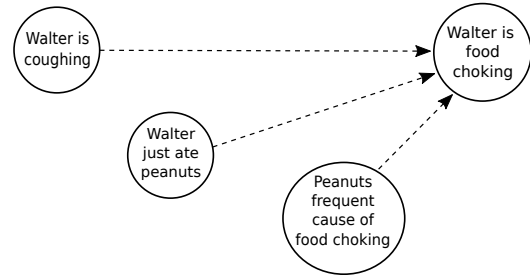 Walter is
coughing
Walter is
food
choking
Walter
just ate
peanuts
Peanuts
frequent
cause of
food choking